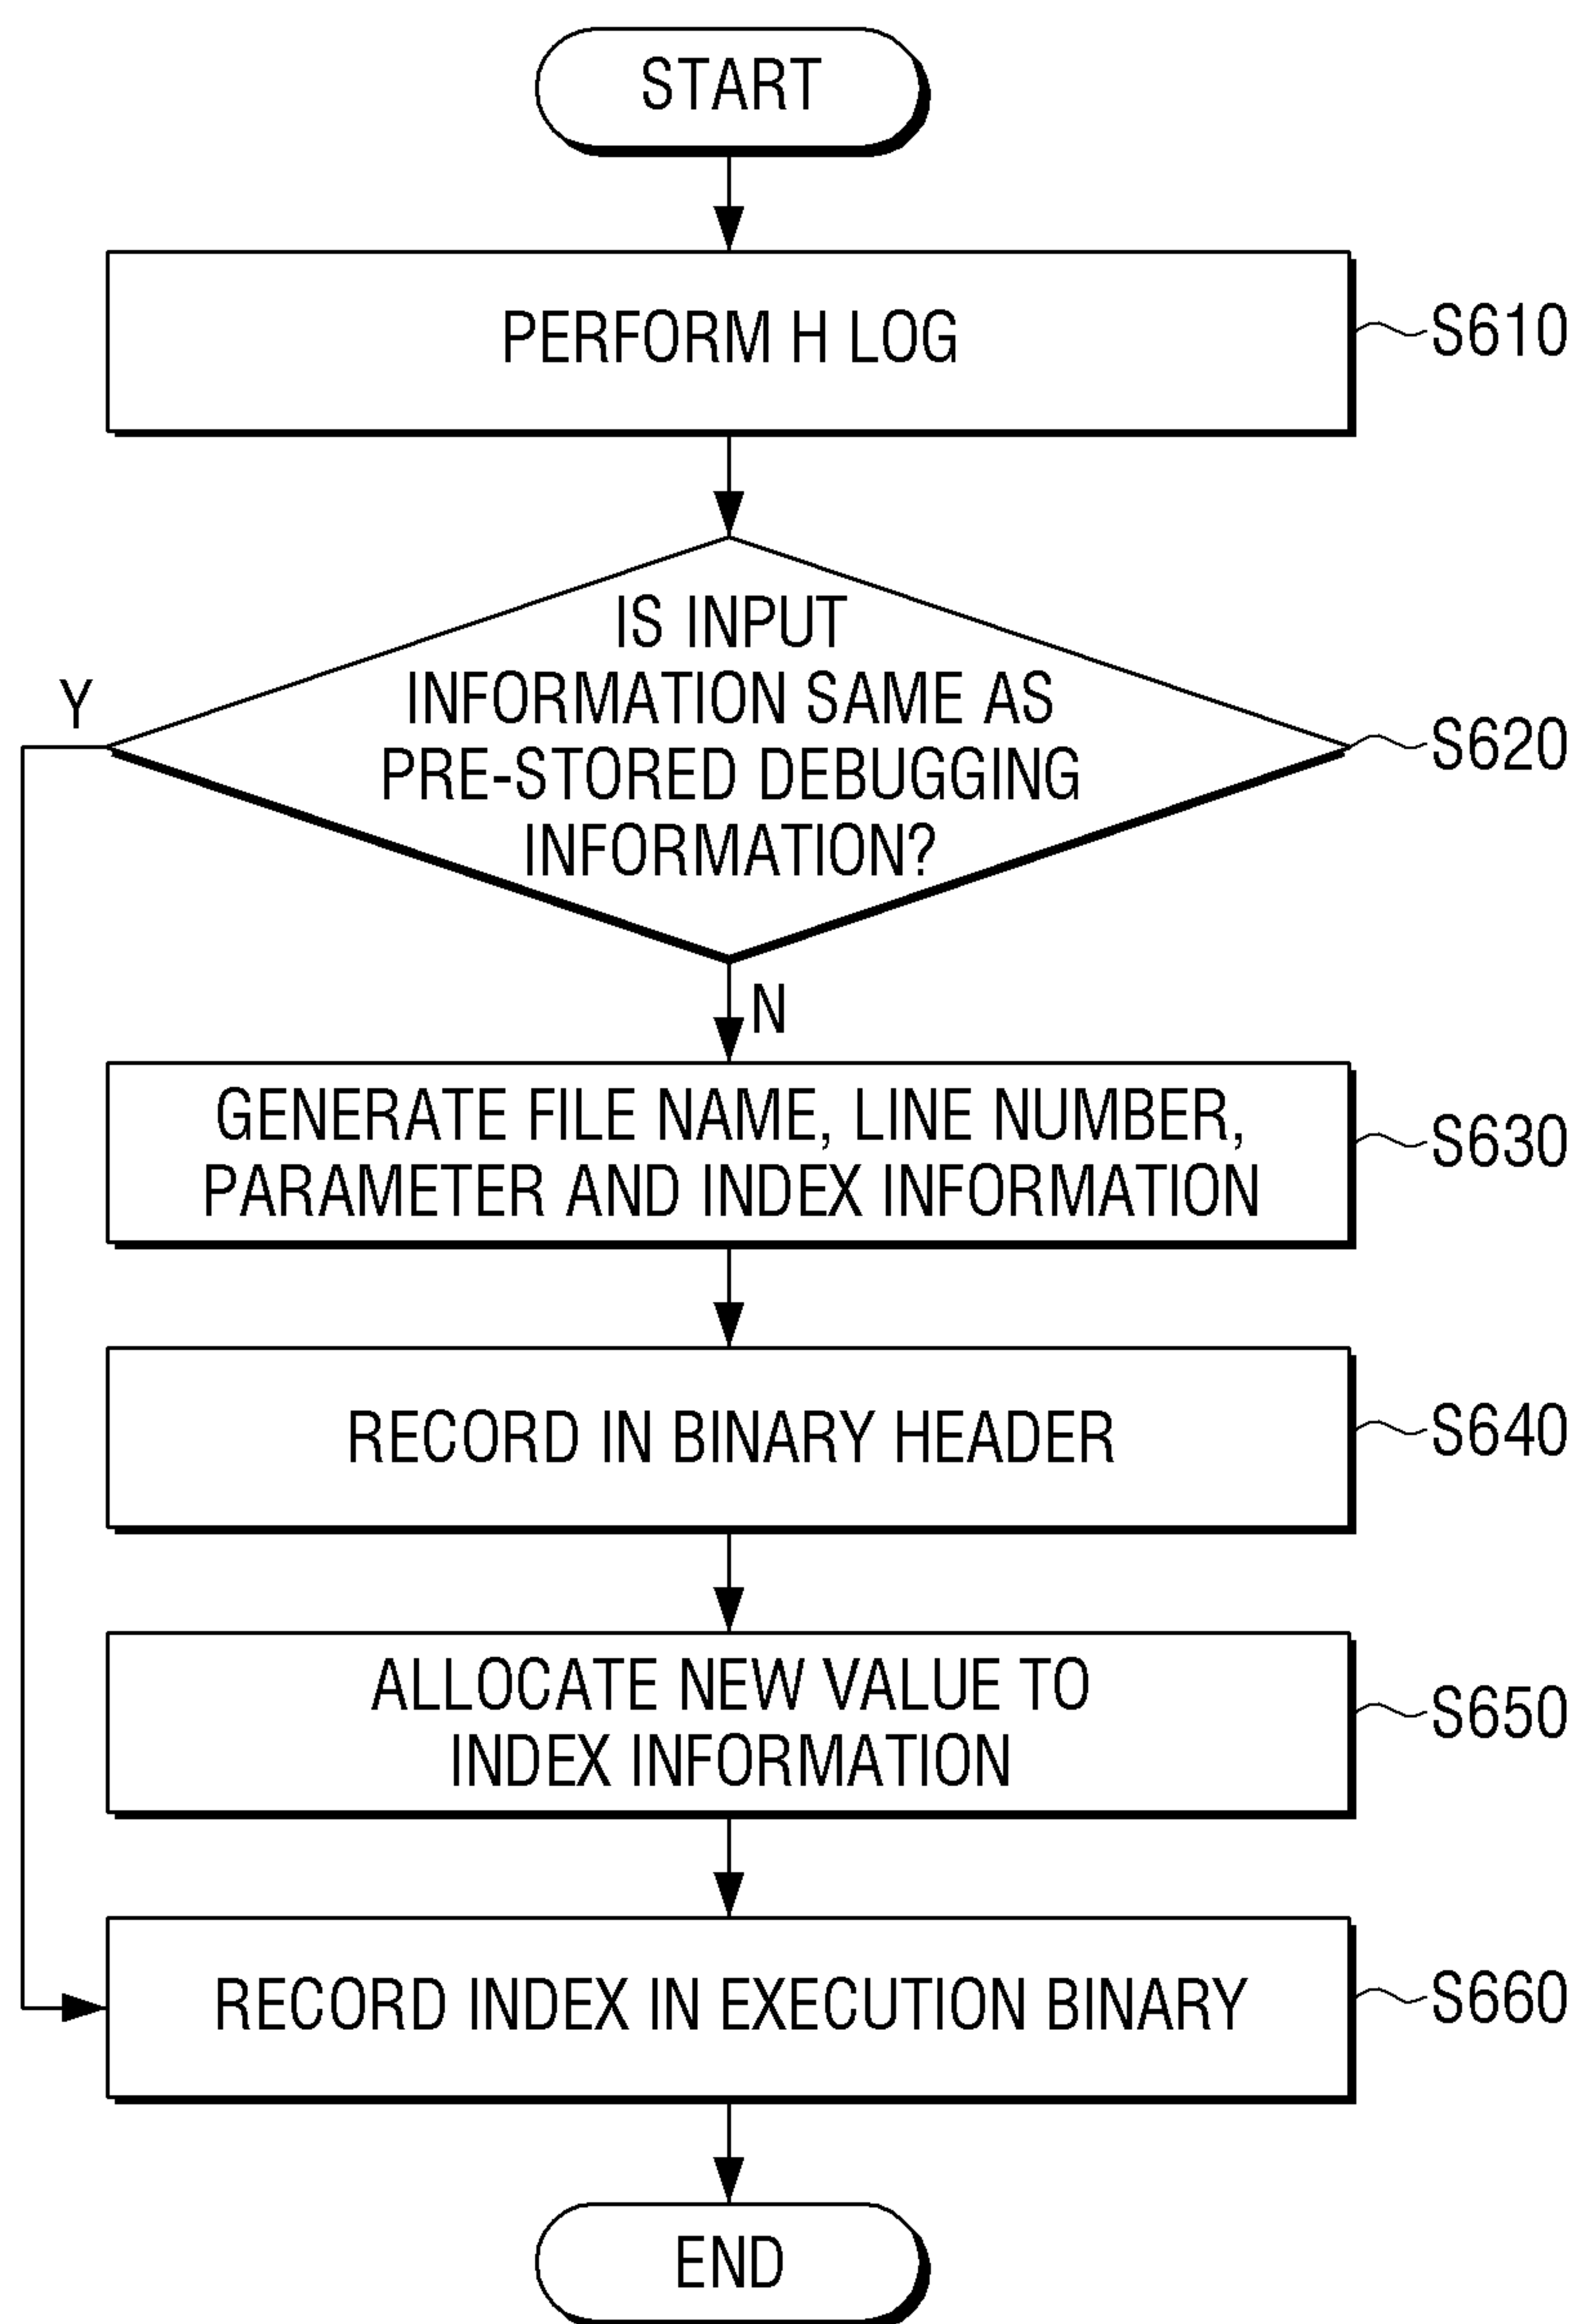 START
PERFORM H LOG
S610
IS INPUT
INFORMATION SAME AS
PRE-STORED DEBUGGING
INFORMATION?
Y
S620
N
GENERATE FILE NAME, LINE NUMBER,
PARAMETER AND INDEX INFORMATION
S630
RECORD IN BINARY HEADER
S640
ALLOCATE NEW VALUE TO
INDEX INFORMATION
S650
RECORD INDEX IN EXECUTION BINARY
S660
END